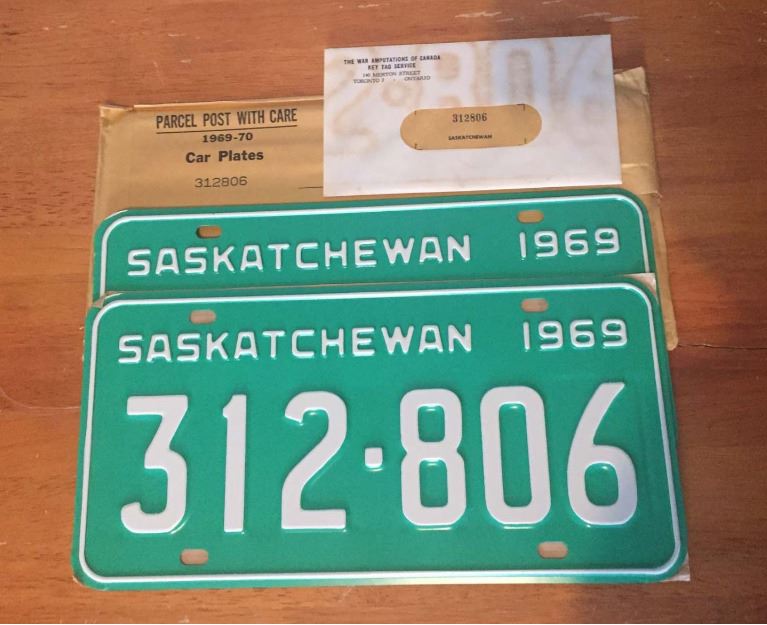 THE WAR AMPUTATIONS OF CANADA
KEY TAG SERVICE
140 MERTON STREET
TORONTO 7 - ONTARIO
312806
SASKATCHEWAN
PARCEL POST WITH CARE
1969-70
Car Plates
312806
SASKATCHEWAN 1969
SASKATCHEWAN 1969
312·806